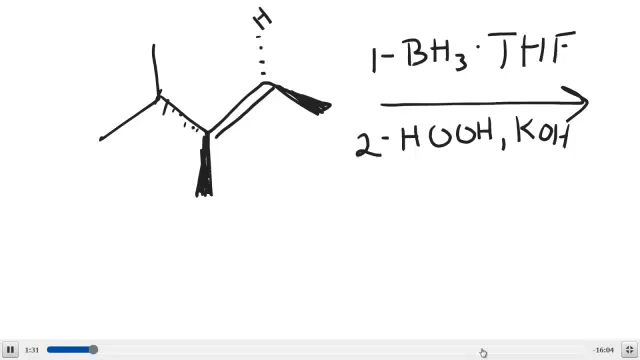 H
1- BH3 · THF
2- HOOH, KOH
1:31
-16:04